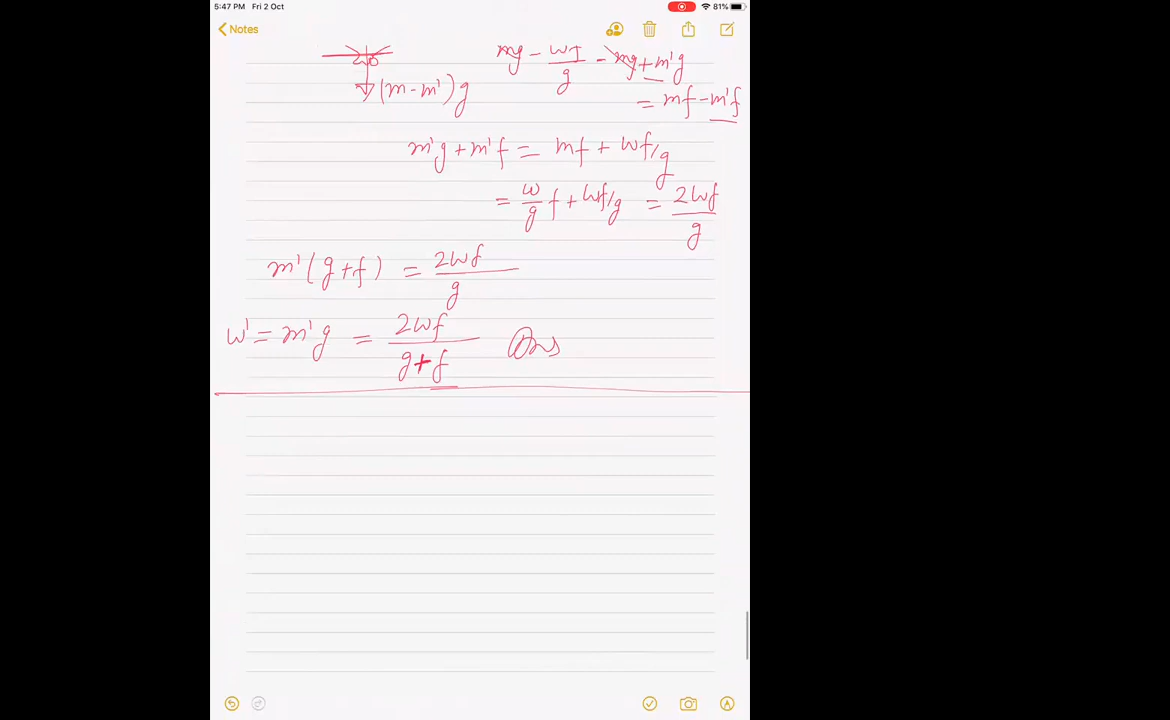 5:47 PM Fri 2 Oct 81%
Notes
mg - wf/g - mg + m'g
(m - m')g
= mf - m'f
m'g + m'f = mf + wf/g
= w/g f + wf/g = 2wf/g
m'(g + f) = 2wf/g
w' = m'g = 2wf/g+f Ans